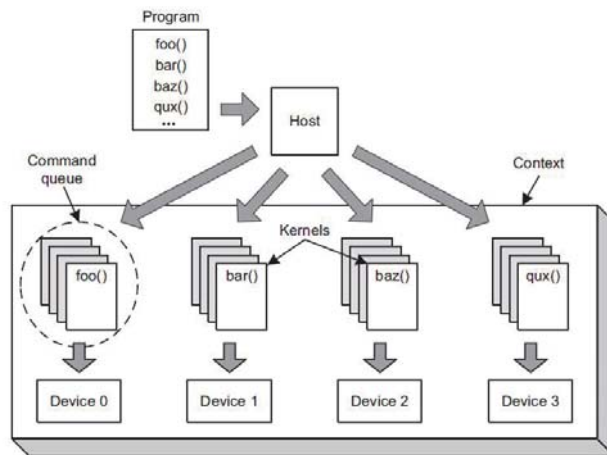 Program
foo()
bar()
baz()
qux()
...
Host
Command
queue
Context
Kernels
foo()
bar()
baz()
qux()
Device 0
Device 1
Device 2
Device 3